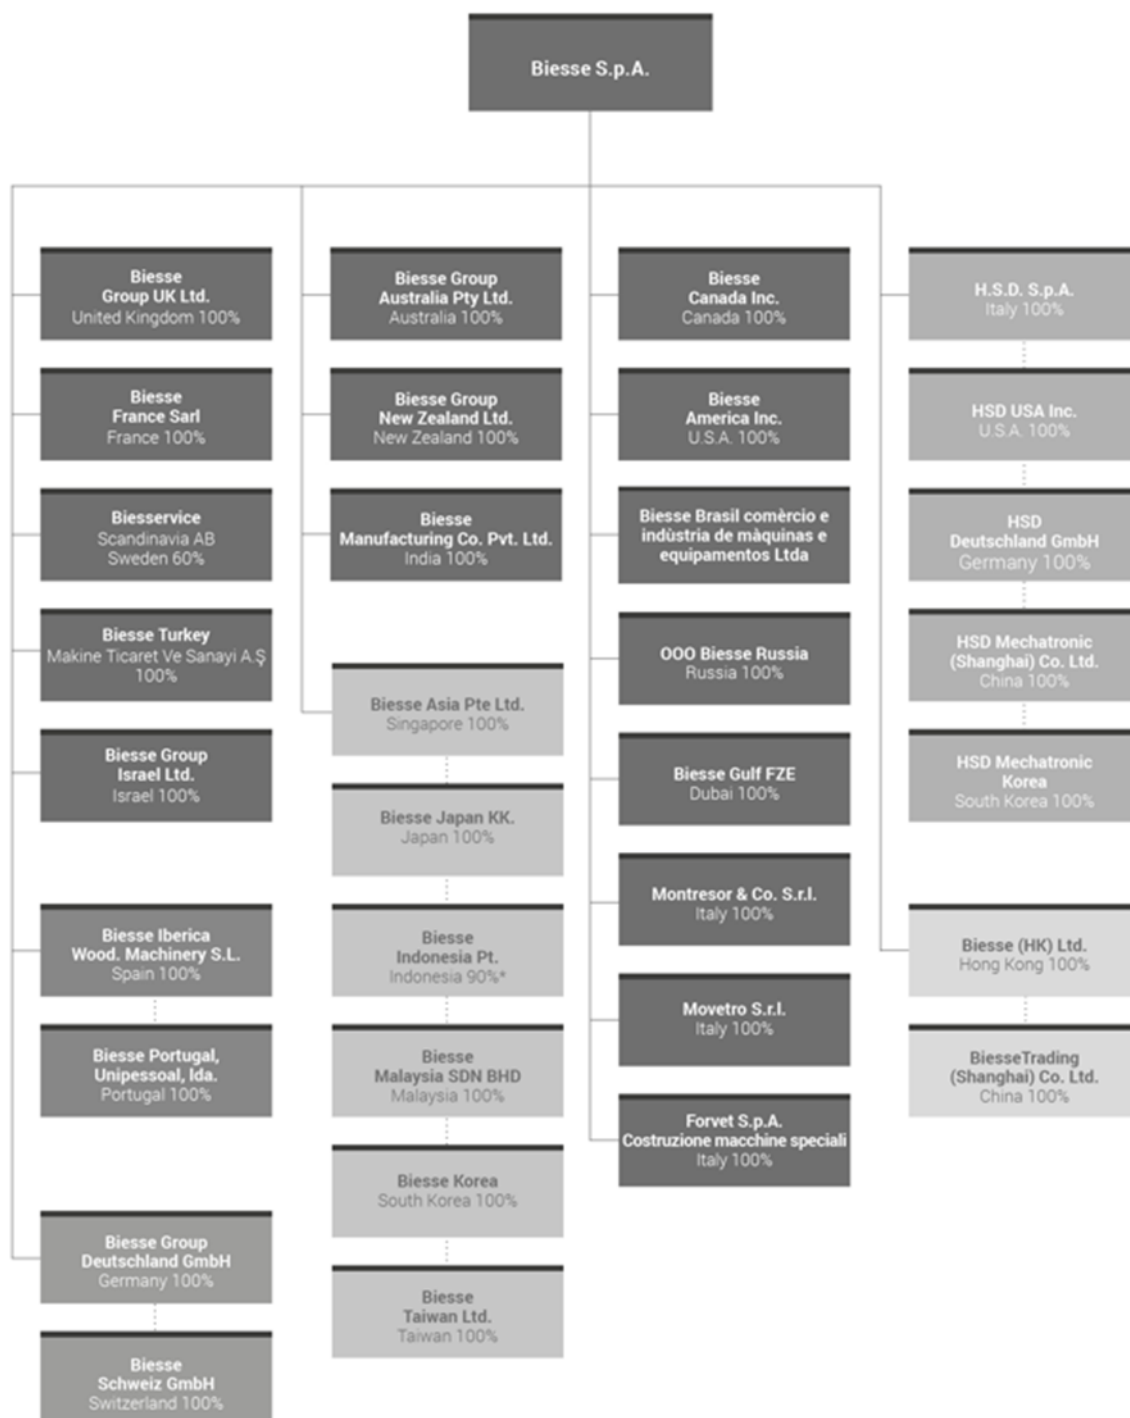 Biesse S.p.A.
Biesse
Group UK Ltd.
United Kingdom 100%
Biesse
France Sarl
France 100%
Biesservice
Scandinavia AB
Sweden 60%
Biesse Turkey
Makine Ticaret Ve Sanayi A.Ş
100%
Biesse Group
Israel Ltd.
Israel 100%
Biesse Iberica
Wood. Machinery S.L.
Spain 100%
Biesse Portugal,
Unipessoal, lda.
Portugal 100%
Biesse Group
Deutschland GmbH
Germany 100%
Biesse
Schweiz GmbH
Switzerland 100%
Biesse Group
Australia Pty Ltd.
Australia 100%
Biesse Group
New Zealand Ltd.
New Zealand 100%
Biesse
Manufacturing Co. Pvt. Ltd.
India 100%
Biesse Asia Pte Ltd.
Singapore 100%
Biesse Japan KK.
Japan 100%
Biesse
Indonesia Pt.
Indonesia 90%*
Biesse
Malaysia SDN BHD
Malaysia 100%
Biesse Korea
South Korea 100%
Biesse
Taiwan Ltd.
Taiwan 100%
Biesse
Canada Inc.
Canada 100%
Biesse
America Inc.
U.S.A. 100%
Biesse Brasil comèrcio e
indùstria de màquinas e
equipamentos Ltda
OOO Biesse Russia
Russia 100%
Biesse Gulf FZE
Dubai 100%
Montresor & Co. S.r.l.
Italy 100%
Movetro S.r.l.
Italy 100%
Forvet S.p.A.
Costruzione macchine speciali
Italy 100%
H.S.D. S.p.A.
Italy 100%
HSD USA Inc.
U.S.A. 100%
HSD
Deutschland GmbH
Germany 100%
HSD Mechatronic
(Shanghai) Co. Ltd.
China 100%
HSD Mechatronic
Korea
South Korea 100%
Biesse (HK) Ltd.
Hong Kong 100%
BiesseTrading
(Shanghai) Co. Ltd.
China 100%